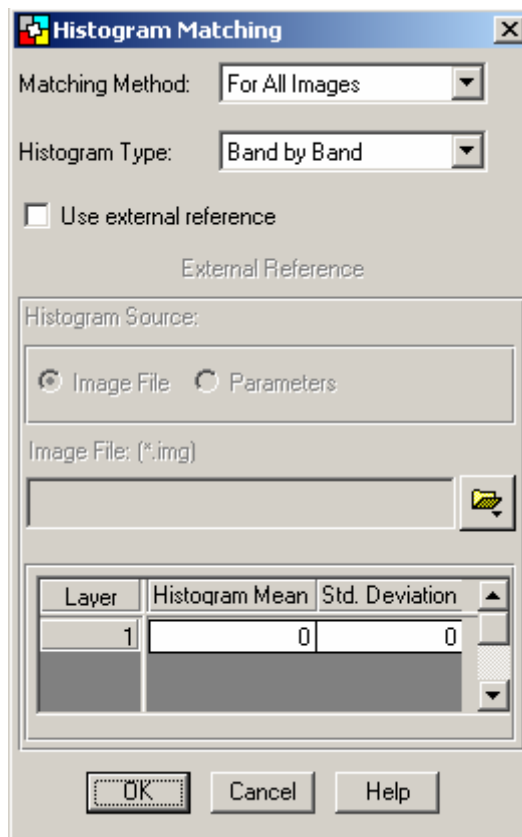 Histogram Matching
Matching Method: For All Images
Histogram Type: Band by Band
Use external reference
External Reference
Histogram Source:
Image File Parameters
Image File: (*.img)
Layer Histogram Mean Std. Deviation
1 0 0
OK Cancel Help